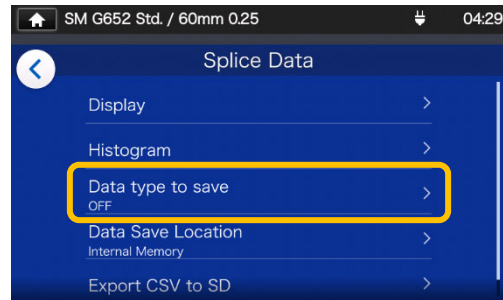 SM G652 Std. / 60mm 0.25
04:29
Splice Data
Display
Histogram
Data type to save
OFF
Data Save Location
Internal Memory
Export CSV to SD